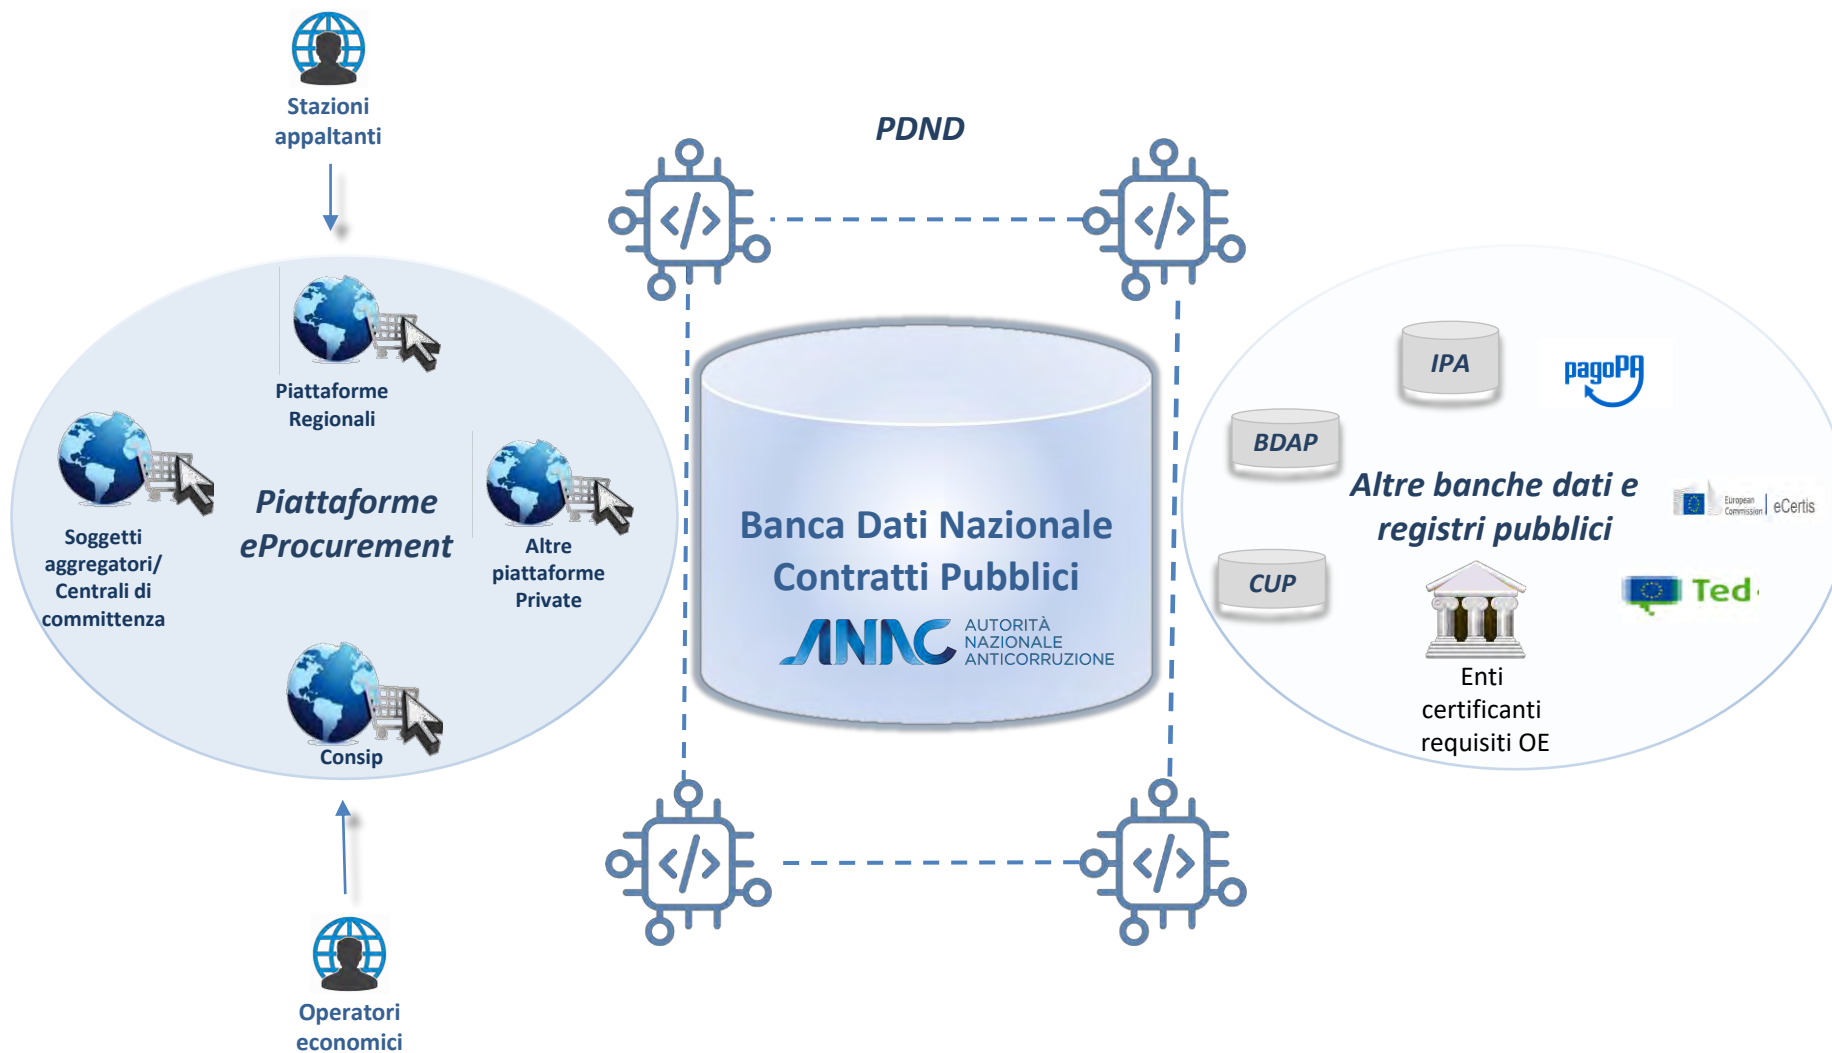 Stazioni
appaltanti
PDND
Piattaforme
Regionali
Soggetti
aggregatori/
Centrali di
committenza
Piattaforme
eProcurement
Altre
piattaforme
Private
Consip
Operatori
economici
</>
</>
</>
</>
Banca Dati Nazionale
Contratti Pubblici
ANAC
AUTORITÀ
NAZIONALE
ANTICORRUZIONE
IPA
pagoPA
BDAP
Altre banche dati e
registri pubblici
European
Commission
eCertis
CUP
Ted
Enti
certificanti
requisiti OE